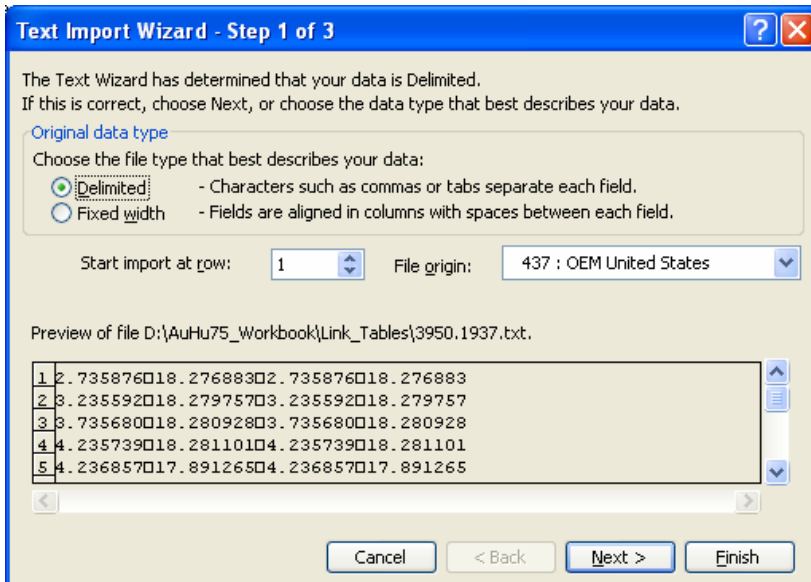 Text Import Wizard - Step 1 of 3
The Text Wizard has determined that your data is Delimited.
If this is correct, choose Next, or choose the data type that best describes your data.
Original data type
Choose the file type that best describes your data:
Delimited - Characters such as commas or tabs separate each field.
Fixed width - Fields are aligned in columns with spaces between each field.
Start import at row: 1 File origin: 437 : OEM United States
Preview of file D:\AuHu75_Workbook\Link_Tables\3950.1937.txt.
1 2.735876□18.276883□2.735876□18.276883
2 3.235592□18.279757□3.235592□18.279757
3 3.735680□18.280928□3.735680□18.280928
4 4.235739□18.281101□4.235739□18.281101
5 4.236857□17.891265□4.236857□17.891265
Cancel < Back Next > Finish